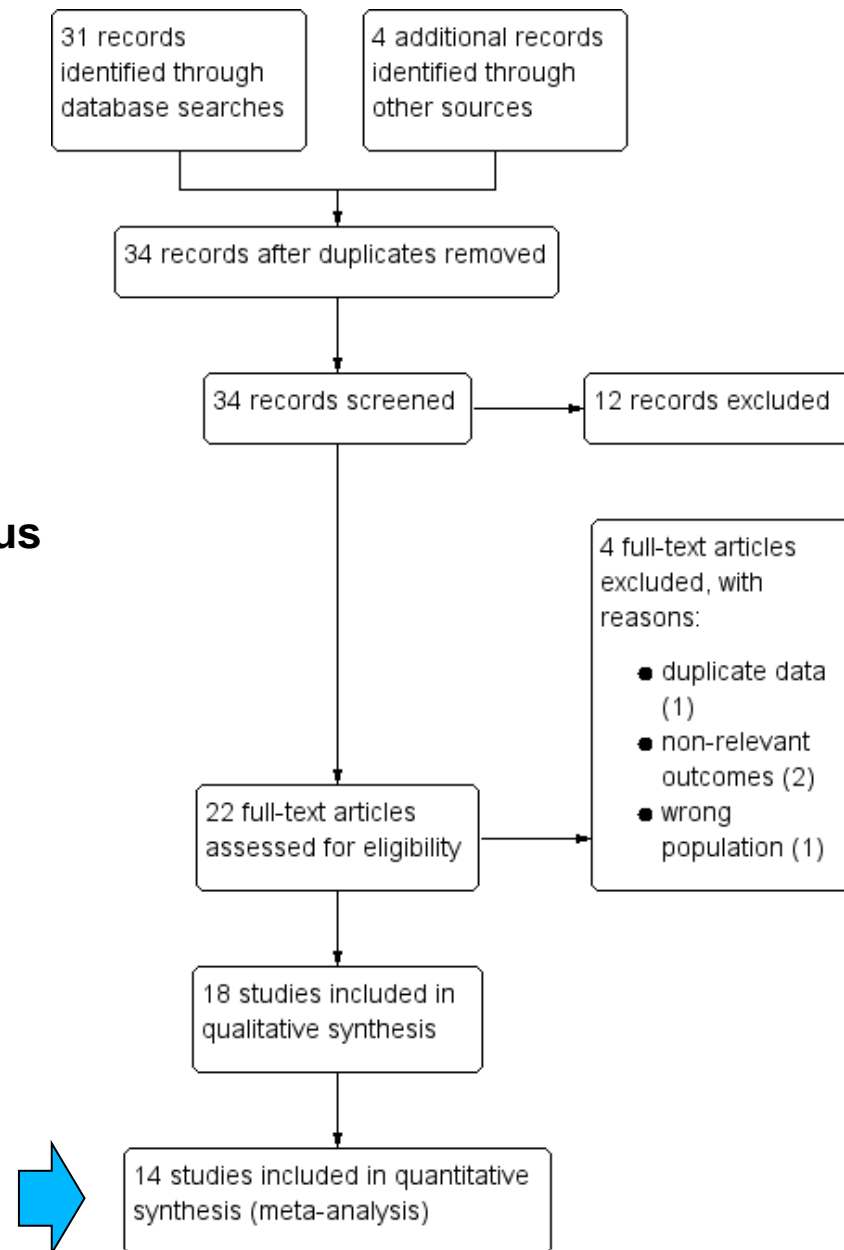 31 records
identified through
database searches
4 additional records
identified through
other sources
34 records after duplicates removed
34 records screened
12 records excluded
us
4 full-text articles
excluded, with
reasons:
● duplicate data
(1)
● non-relevant
outcomes (2)
● wrong
population (1)
22 full-text articles
assessed for eligibility
18 studies included in
qualitative synthesis
14 studies included in quantitative
synthesis (meta-analysis)